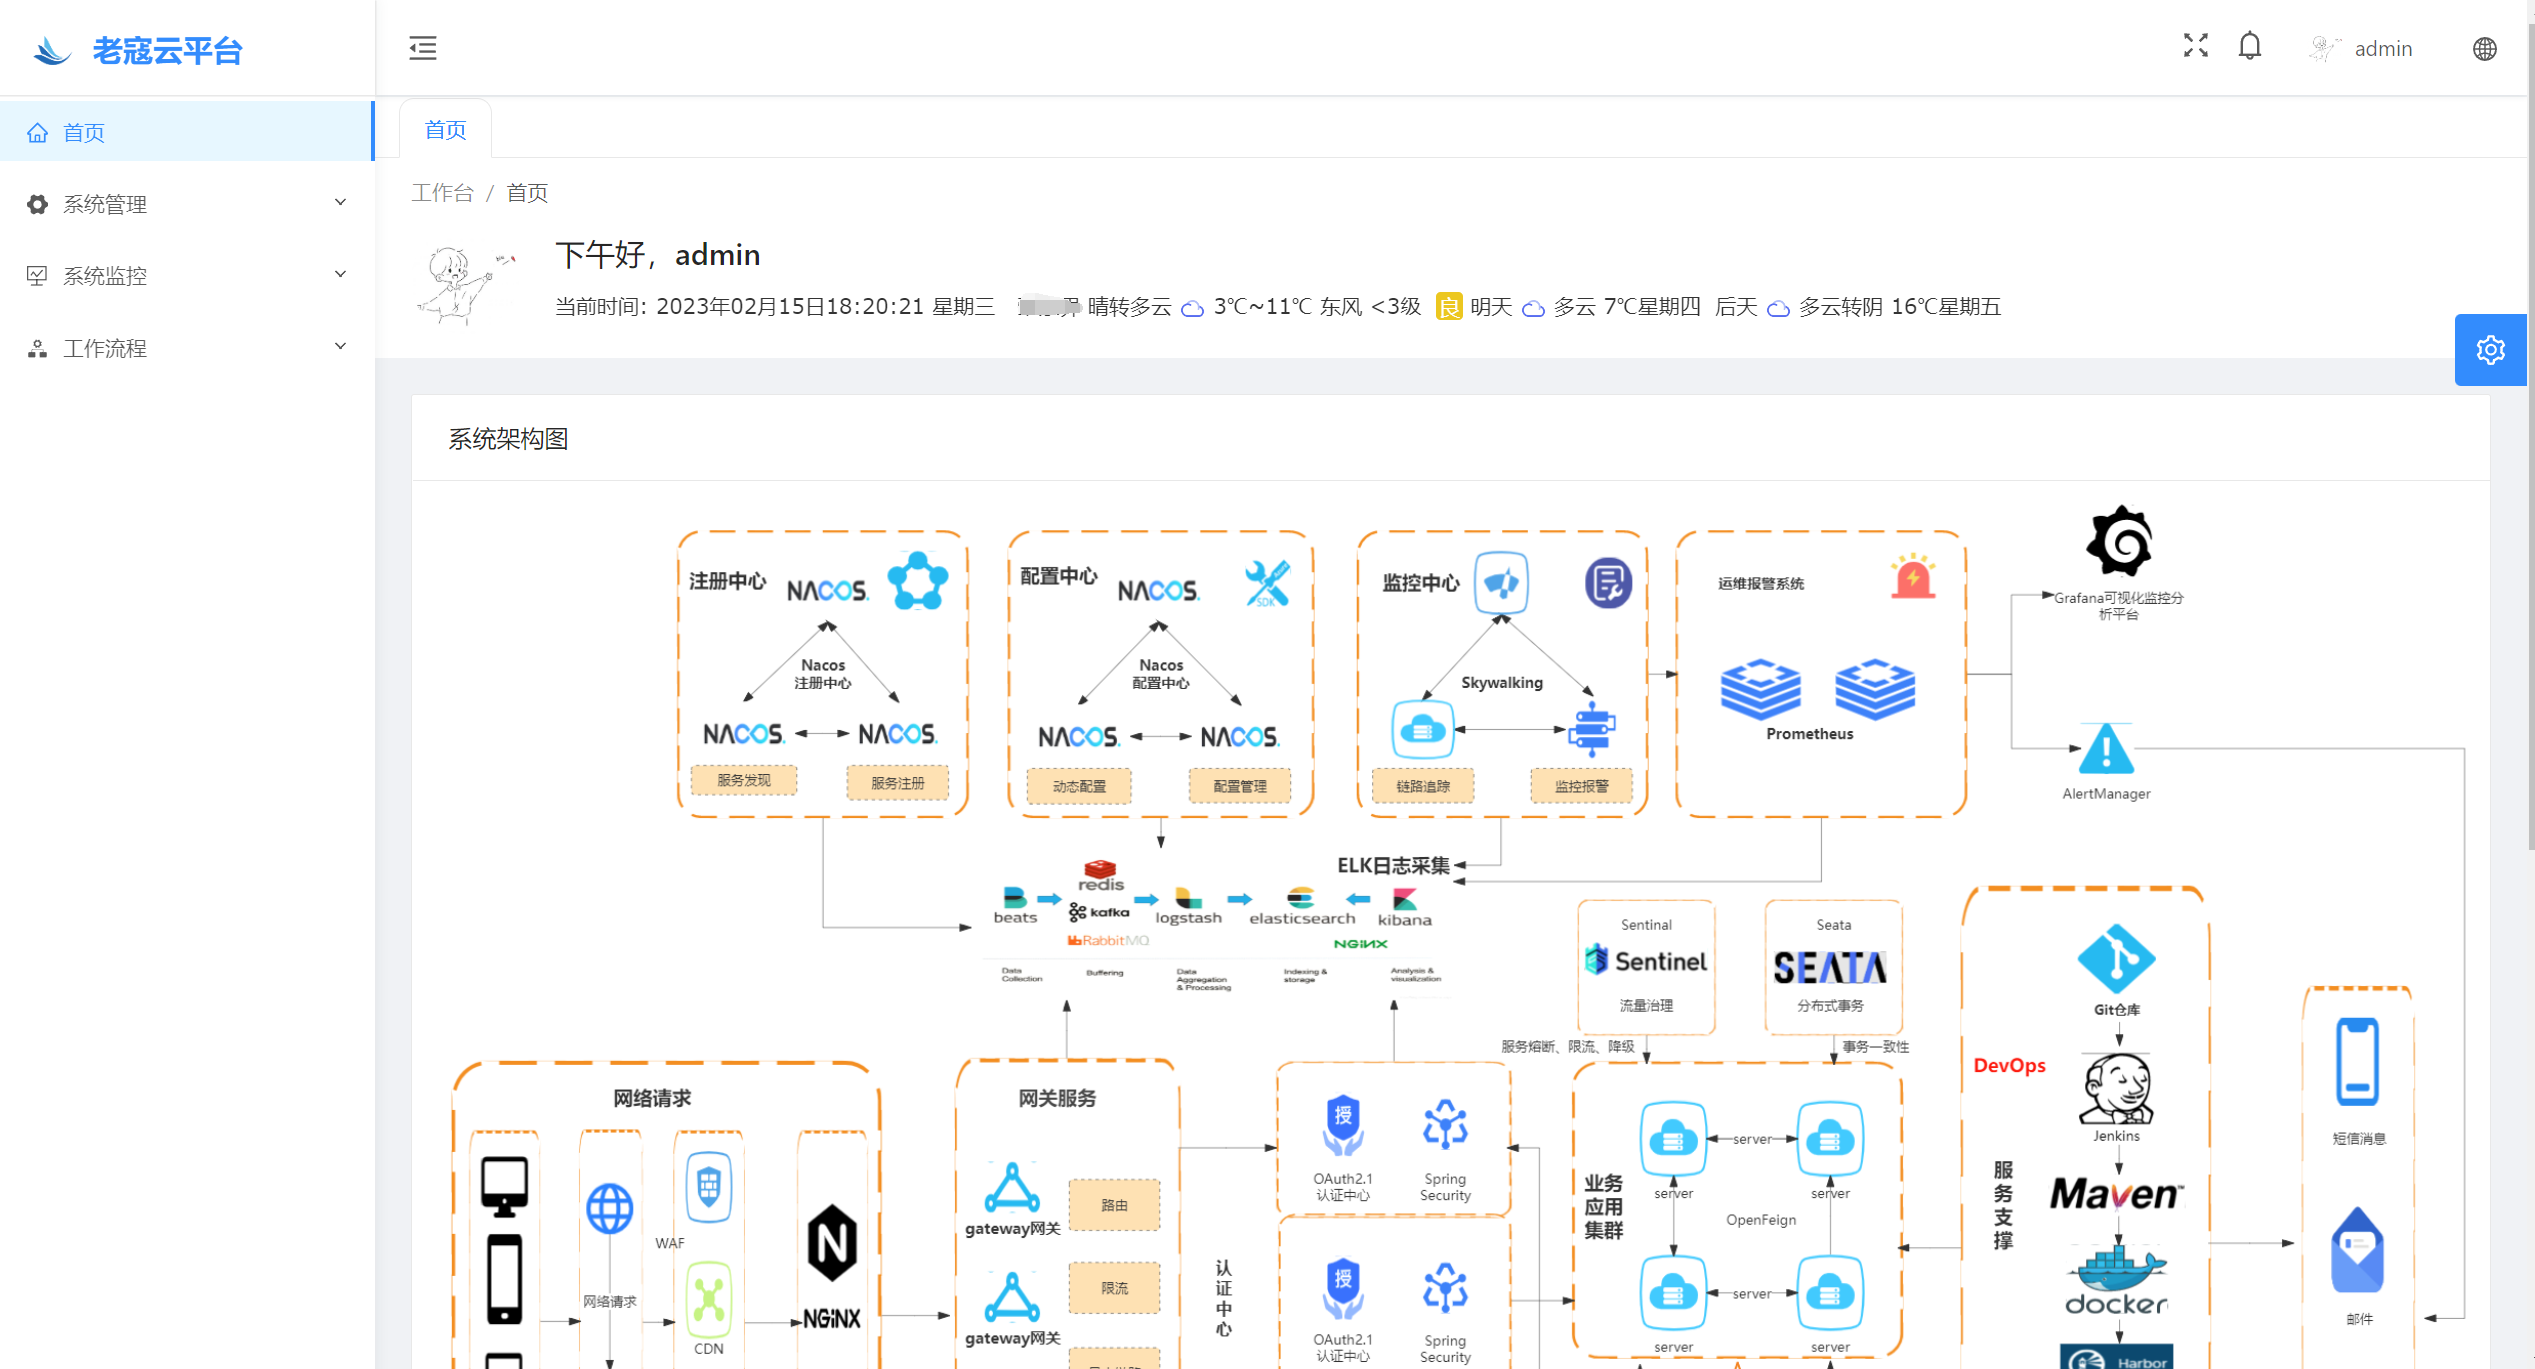 老寇云平台
admin
首页
系统管理
系统监控
工作流程
首页
工作台 / 首页
下午好，admin
当前时间：2023年02月15日18:20:21 星期三 晴转多云 3℃~11℃ 东风 <3级 良 明天 多云 7℃星期四 后天 多云转阴 16℃星期五
系统架构图
注册中心
NACOS.
Nacos
注册中心
NACOS.
NACOS.
服务发现
服务注册
配置中心
NACOS.
SDK
Nacos
配置中心
NACOS.
NACOS.
动态配置
配置管理
监控中心
Skywalking
链路追踪
监控报警
运维报警系统
Prometheus
Grafana可视化监控分
析平台
AlertManager
ELK日志采集
beats
redis
kafka
RabbitMQ
logstash
elasticsearch
kibana
NGINX
Data
Collection
Buffering
Data
Aggregation
& Processing
Indexing &
storage
Analysis &
visualization
Sentinal
Sentinel
流量治理
Seata
SEATA
分布式事务
服务熔断、限流、降级
事务一致性
网络请求
WAF
网络请求
CDN
NGINX
网关服务
gateway网关
gateway网关
路由
限流
认证中心
授
OAuth2.1
认证中心
Spring
Security
授
OAuth2.1
认证中心
Spring
Security
业务
应用
集群
server
server
server
OpenFeign
server
server
server
DevOps
服务支撑
Git仓库
Jenkins
Maven™
docker
Harbor
短信消息
邮件